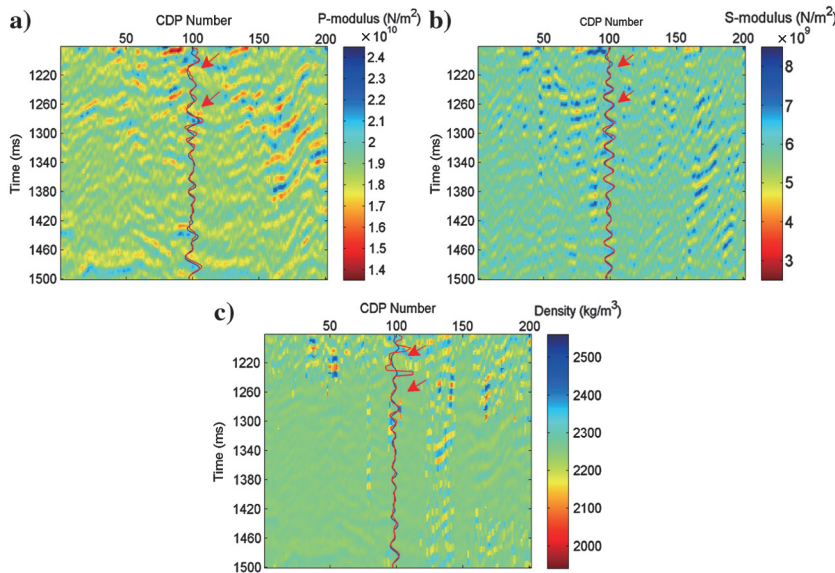 a)
CDP Number
P-modulus (N/m²)
x 10¹⁰
50 100 150 200
Time (ms)
1220
1260
1300
1340
1380
1420
1460
1500
2.4
2.3
2.2
2.1
2
1.9
1.8
1.7
1.6
1.5
1.4
b)
CDP Number
S-modulus (N/m²)
x 10⁹
50 100 150 200
Time (ms)
1220
1260
1300
1340
1380
1420
1460
1500
8
7
6
5
4
3
c)
CDP Number
Density (kg/m³)
50 100 150 200
Time (ms)
1220
1260
1300
1340
1380
1420
1460
1500
2500
2400
2300
2200
2100
2000